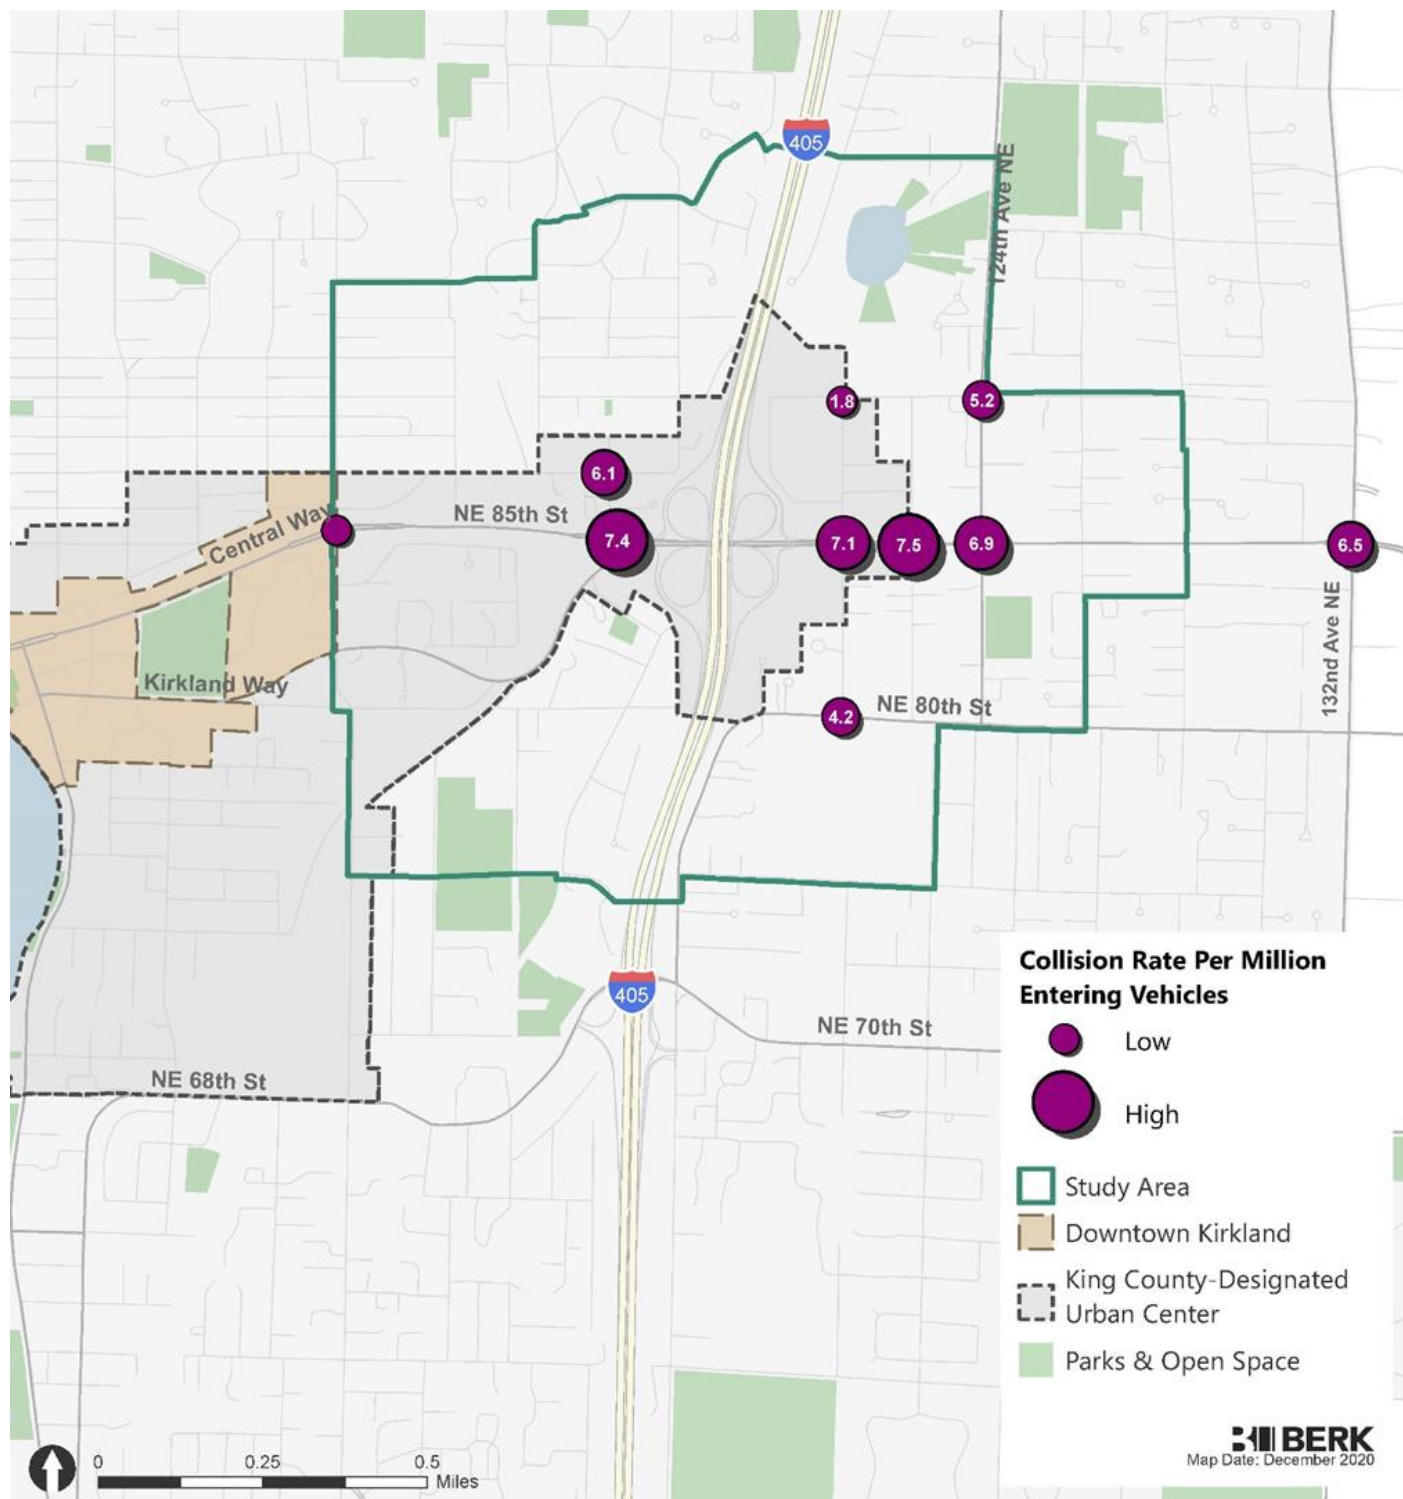 405
124th Ave NE
1.8
5.2
6.1
NE 85th St
Central Way
7.4
7.1
7.5
6.9
6.5
132nd Ave NE
Kirkland Way
NE 80th St
4.2
405
NE 70th St
NE 68th St
Collision Rate Per Million
Entering Vehicles
Low
High
Study Area
Downtown Kirkland
King County-Designated
Urban Center
Parks & Open Space
BERK
Map Date: December 2020
0
0.25
0.5
Miles